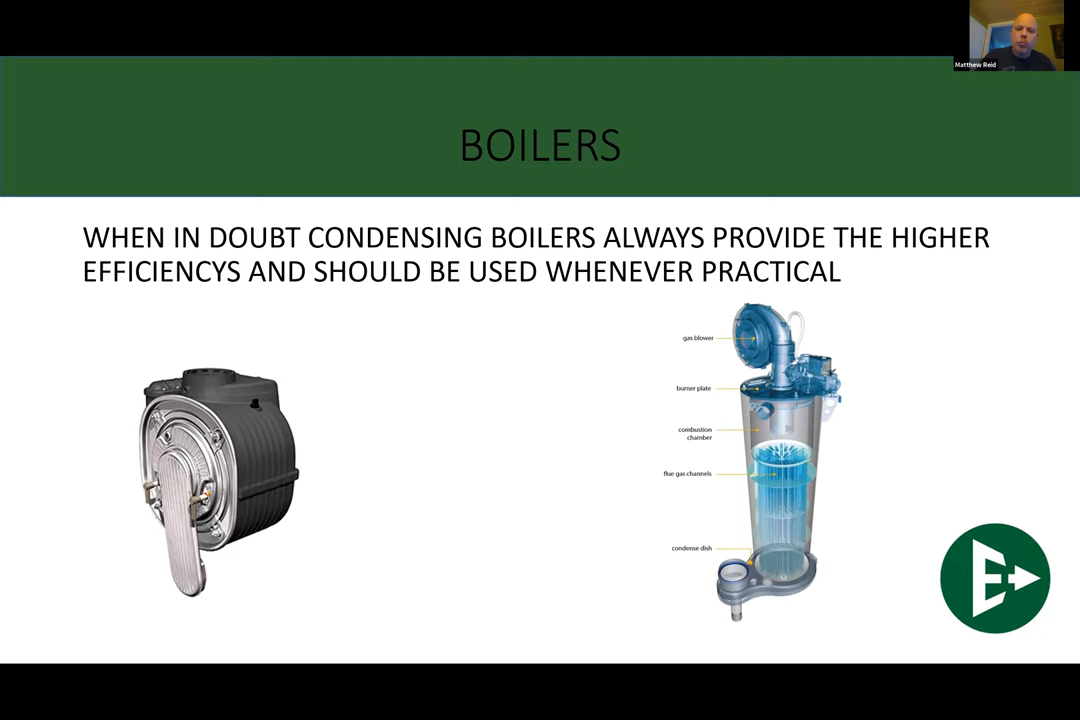 Matthew Reid
BOILERS
WHEN IN DOUBT CONDENSING BOILERS ALWAYS PROVIDE THE HIGHER
EFFICIENCYS AND SHOULD BE USED WHENEVER PRACTICAL
gas blower
burner plate
combustion
chamber
flue gas channels
condense dish
E